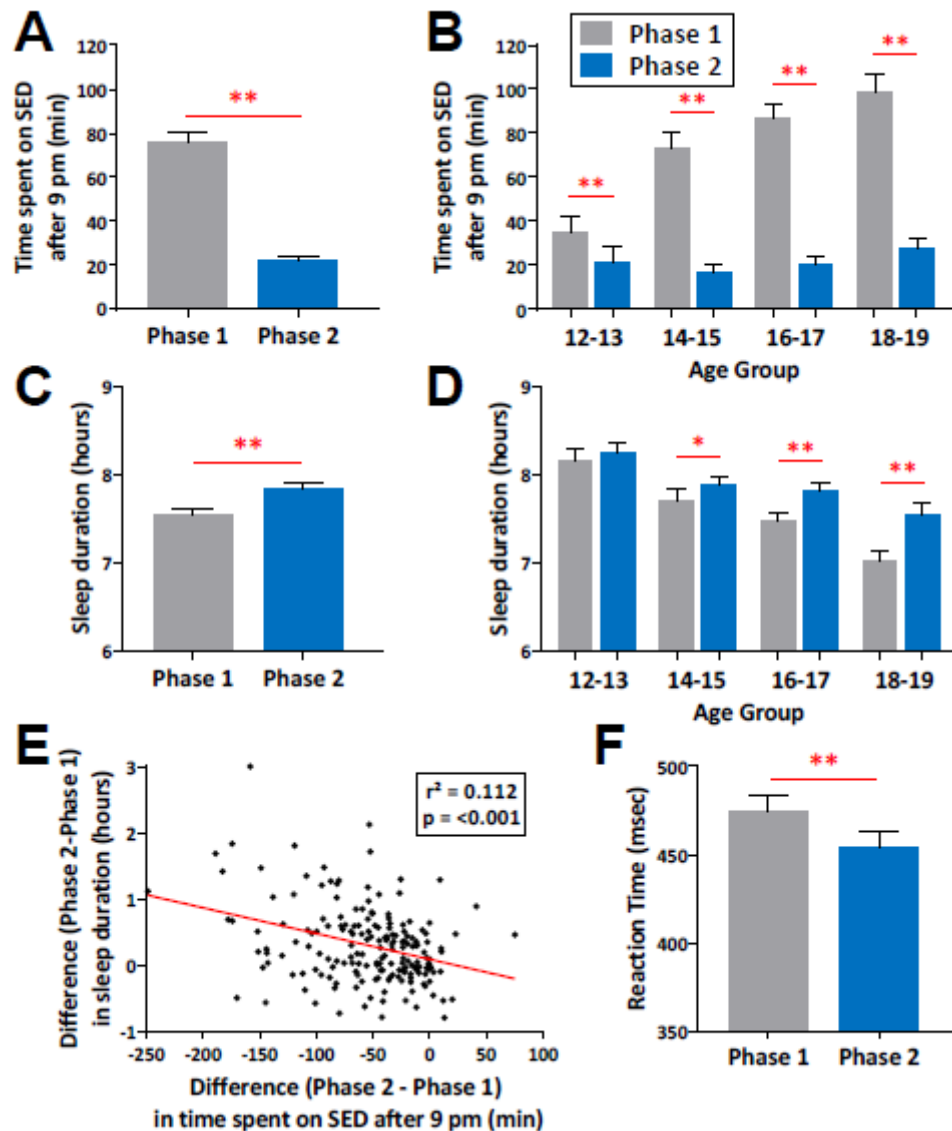 A
Time spent on SED
after 9 pm (min)
120
100
80
60
40
20
0
**
Phase 1
Phase 2
B
Time spent on SED
after 9 pm (min)
120
100
80
60
40
20
0
Phase 1
Phase 2
**
**
**
**
12-13
14-15
16-17
18-19
Age Group
C
Sleep duration (hours)
9
8
7
6
**
Phase 1
Phase 2
D
Sleep duration (hours)
9
8
7
6
*
**
**
12-13
14-15
16-17
18-19
Age Group
E
Difference (Phase 2-Phase 1)
in sleep duration (hours)
3
2
1
0
-1
r² = 0.112
p = <0.001
-250
-200
-150
-100
-50
0
50
100
Difference (Phase 2 - Phase 1)
in time spent on SED after 9 pm (min)
F
Reaction Time (msec)
500
450
400
350
**
Phase 1
Phase 2